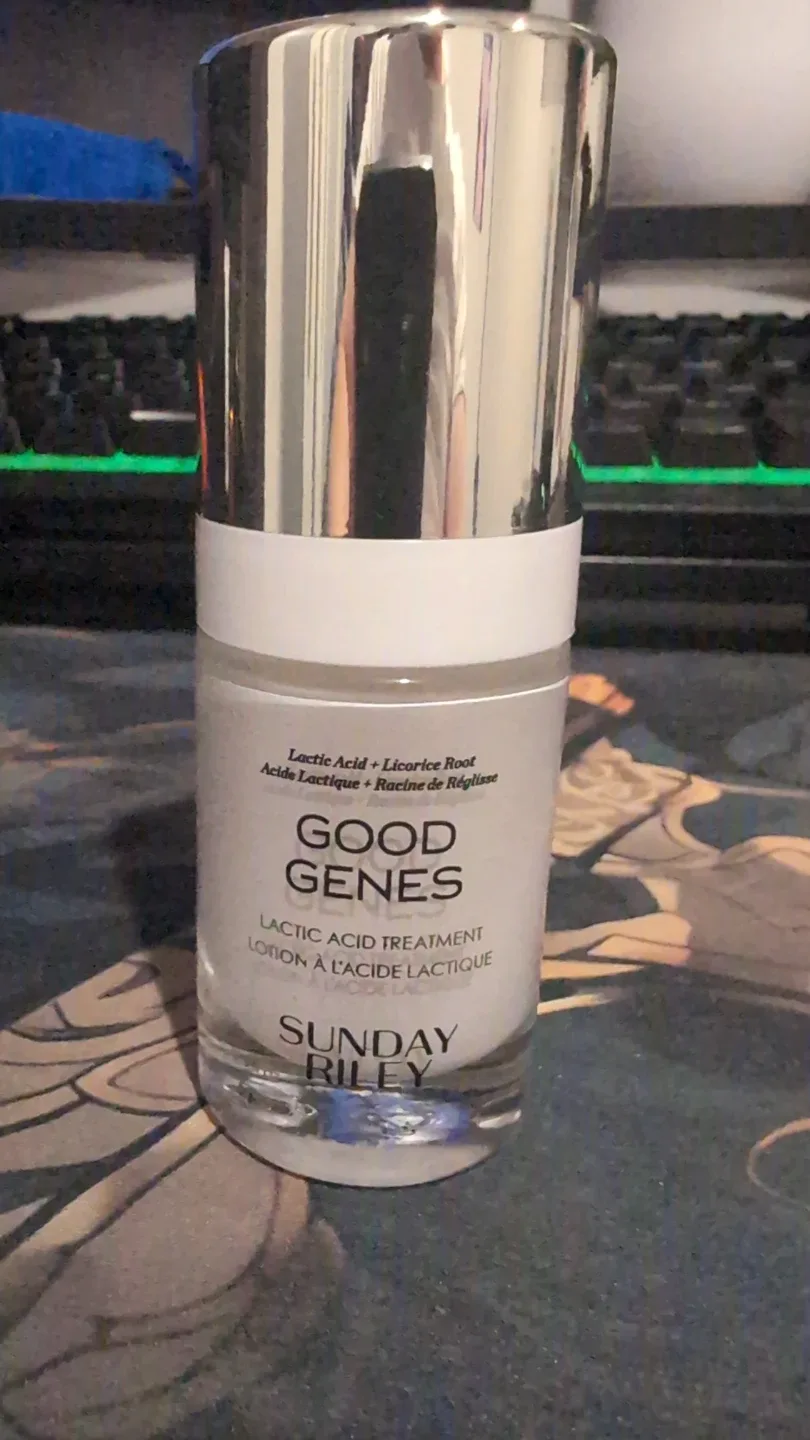 Lactic Acid + Licorice Root
Acide Lactique + Racine de Réglisse
GOOD
GENES
LACTIC ACID TREATMENT
LOTION À L'ACIDE LACTIQUE
SUNDAY
RILEY